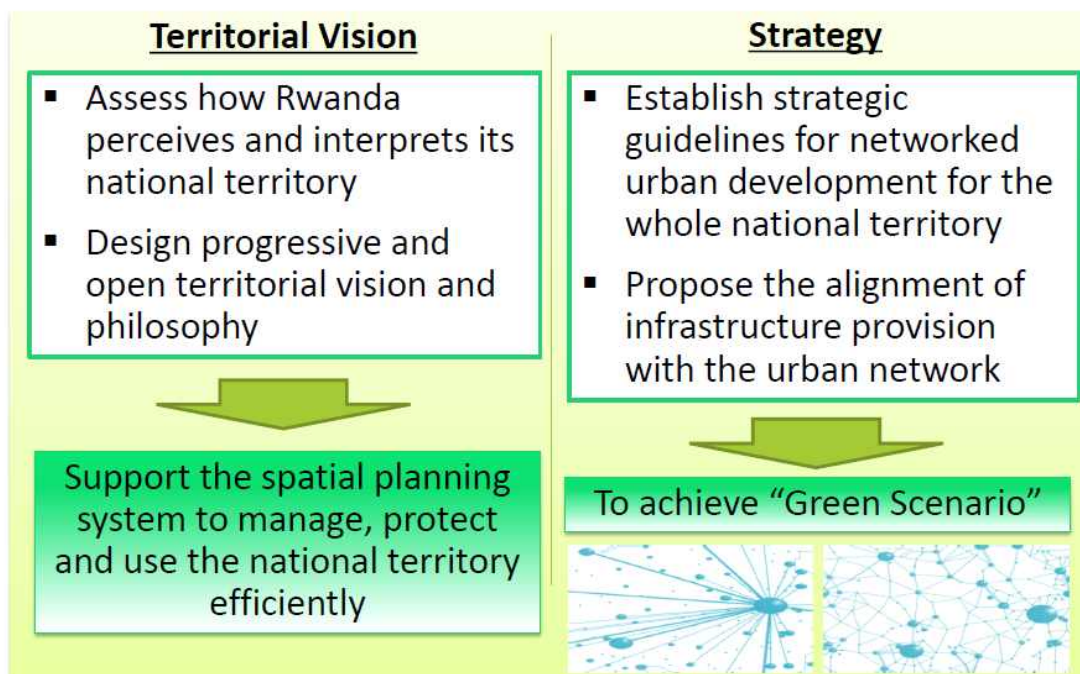 Territorial Vision
▪ Assess how Rwanda
perceives and interprets its
national territory
▪ Design progressive and
open territorial vision and
philosophy
Support the spatial planning
system to manage, protect
and use the national territory
efficiently
Strategy
▪ Establish strategic
guidelines for networked
urban development for the
whole national territory
▪ Propose the alignment of
infrastructure provision
with the urban network
To achieve “Green Scenario”